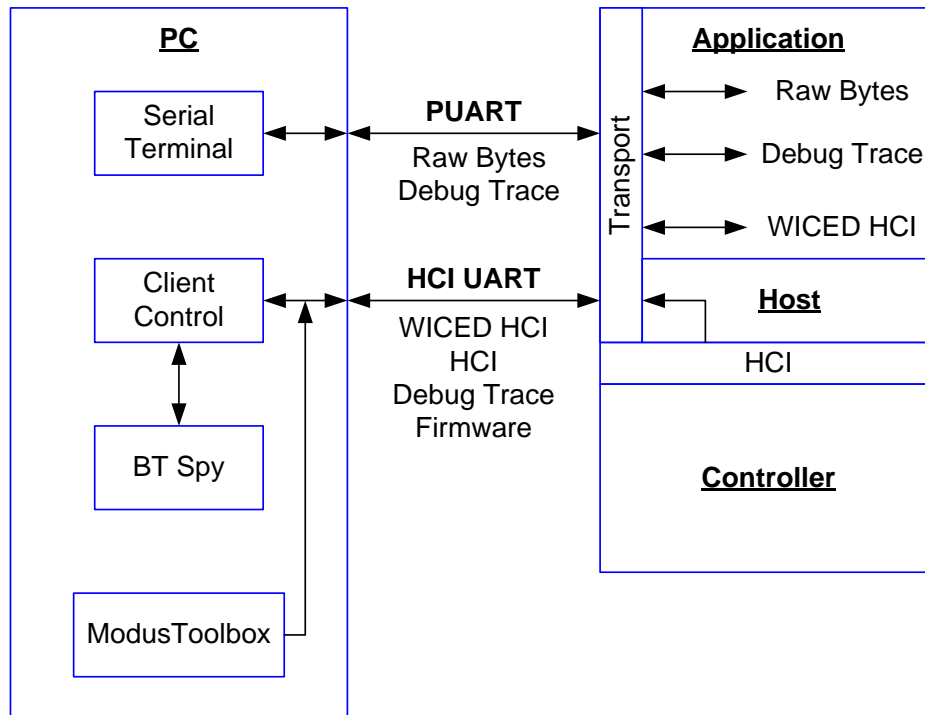 PC
Serial
Terminal
Client
Control
BT Spy
ModusToolbox
PUART
Raw Bytes
Debug Trace
HCI UART
WICED HCI
HCI
Debug Trace
Firmware
Transport
Application
Raw Bytes
Debug Trace
WICED HCI
Host
HCI
Controller